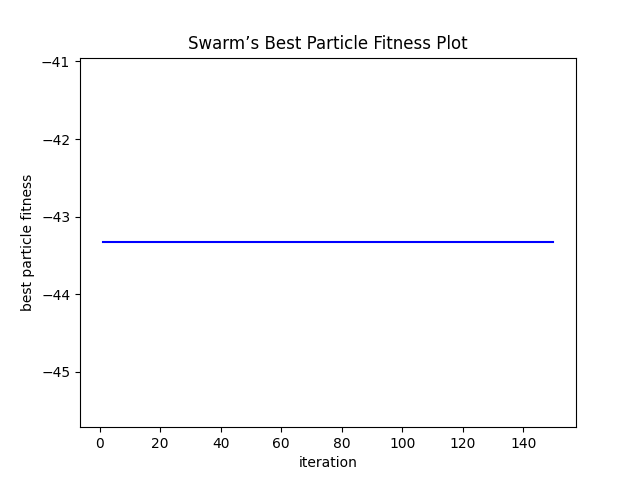 Swarm’s Best Particle Fitness Plot
−41
−42
−43
−44
−45
best particle fitness
0 20 40 60 80 100 120 140
iteration